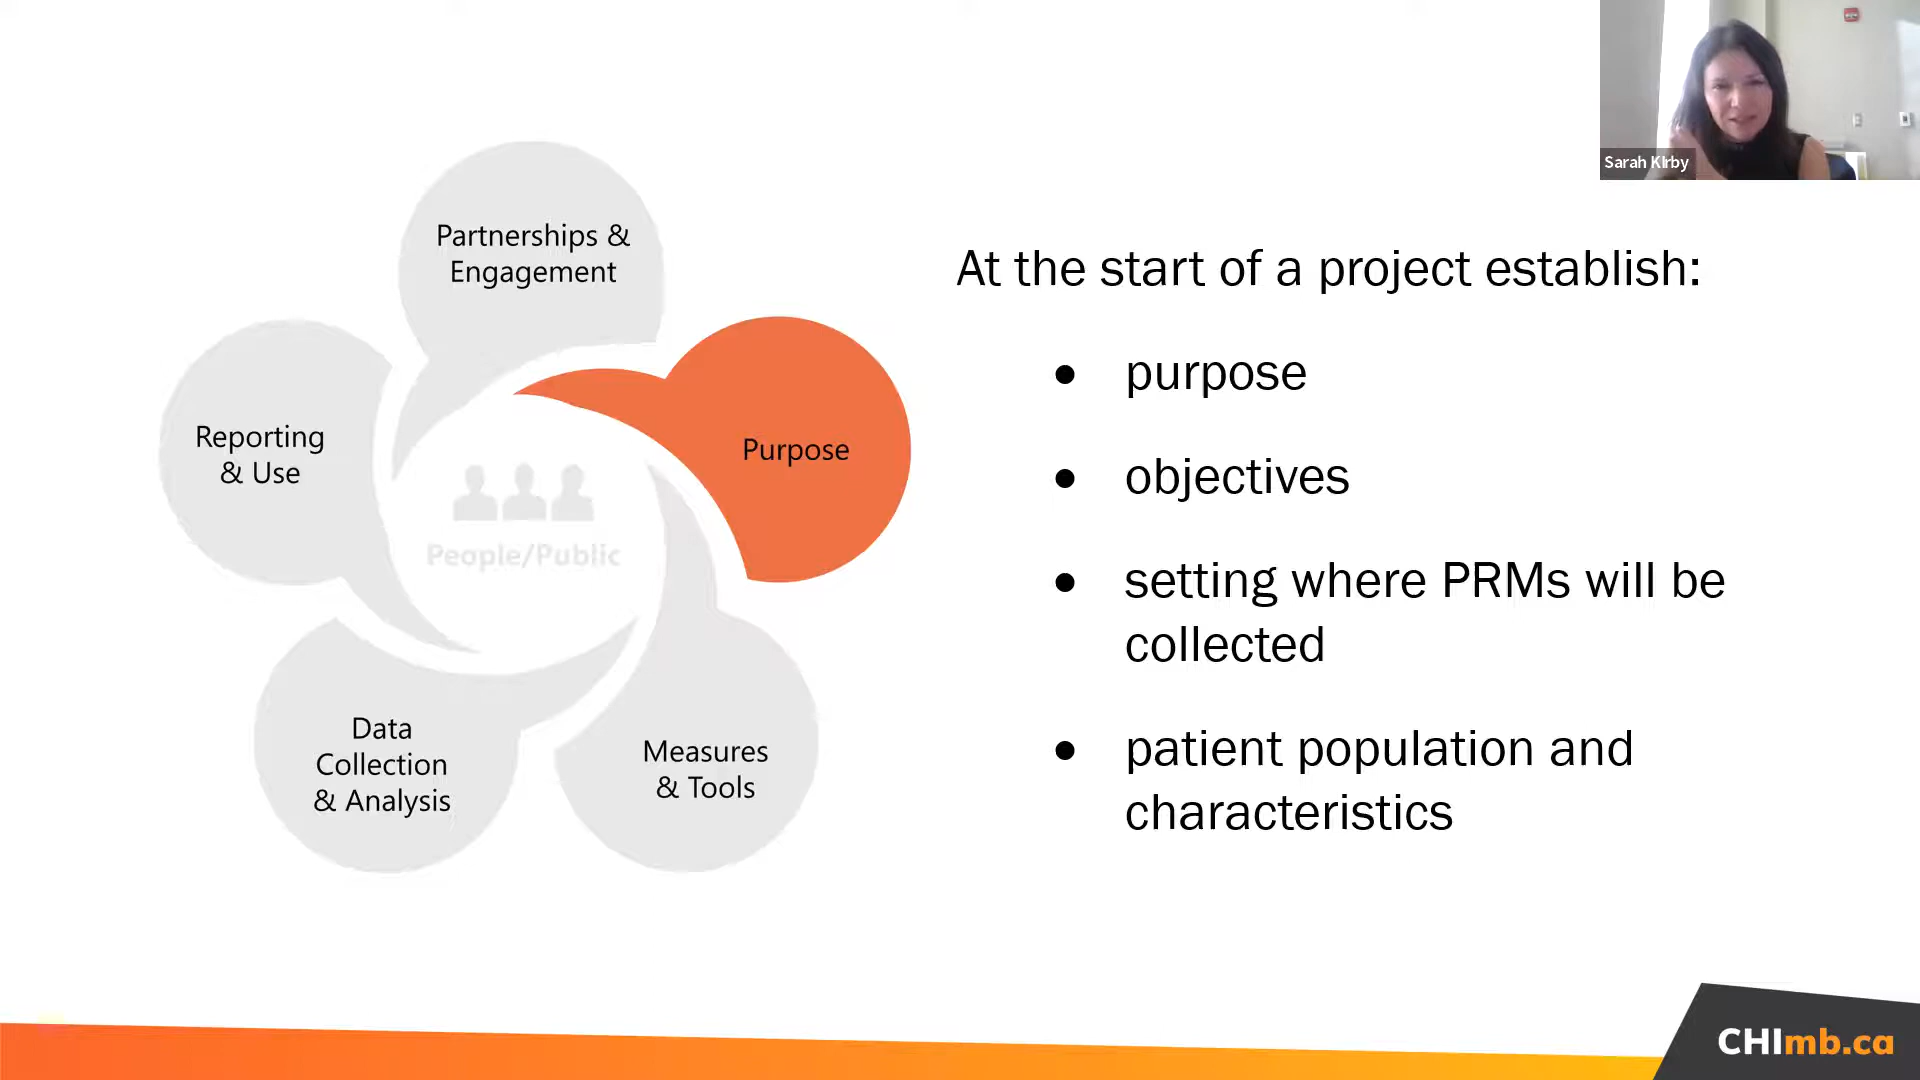 Sarah Kirby
Partnerships &
Engagement
Purpose
Reporting
& Use
People/Public
Data
Collection
& Analysis
Measures
& Tools
At the start of a project establish:
• purpose
• objectives
• setting where PRMs will be
collected
• patient population and
characteristics
CHImb.ca